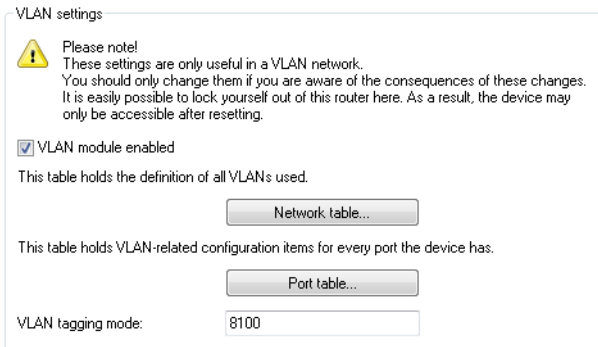 VLAN settings
Please note!
These settings are only useful in a VLAN network.
You should only change them if you are aware of the consequences of these changes.
It is easily possible to lock yourself out of this router here. As a result, the device may
only be accessible after resetting.
VLAN module enabled
This table holds the definition of all VLANs used.
Network table...
This table holds VLAN-related configuration items for every port the device has.
Port table...
VLAN tagging mode: 8100